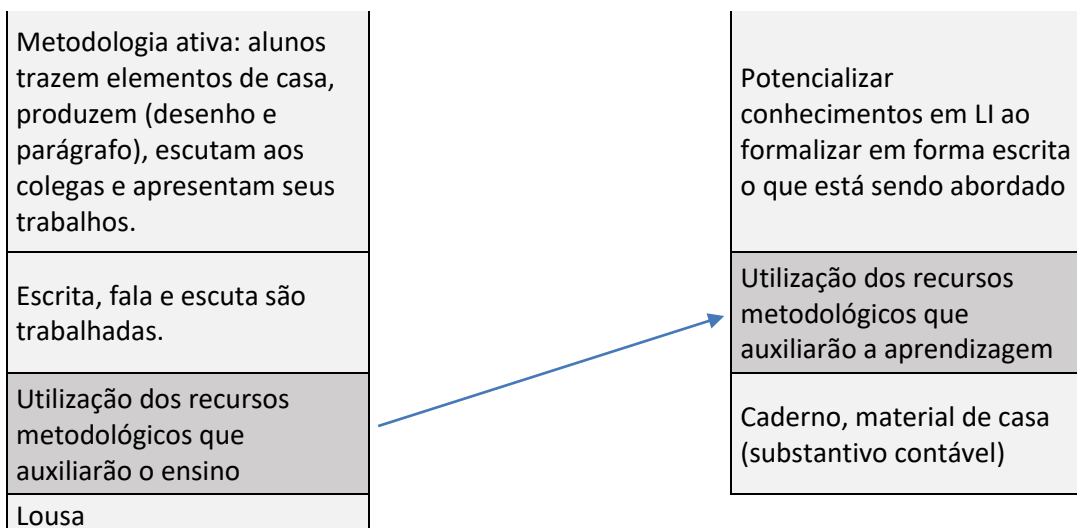 Metodologia ativa: alunos
trazem elementos de casa,
produzem (desenho e
parágrafo), escutam aos
colegas e apresentam seus
trabalhos.
Escrita, fala e escuta são
trabalhadas.
Utilização dos recursos
metodológicos que
auxiliarão o ensino
Lousa
Potencializar
conhecimentos em LI ao
formalizar em forma escrita
o que está sendo abordado
Utilização dos recursos
metodológicos que
auxiliarão a aprendizagem
Caderno, material de casa
(substantivo contável)